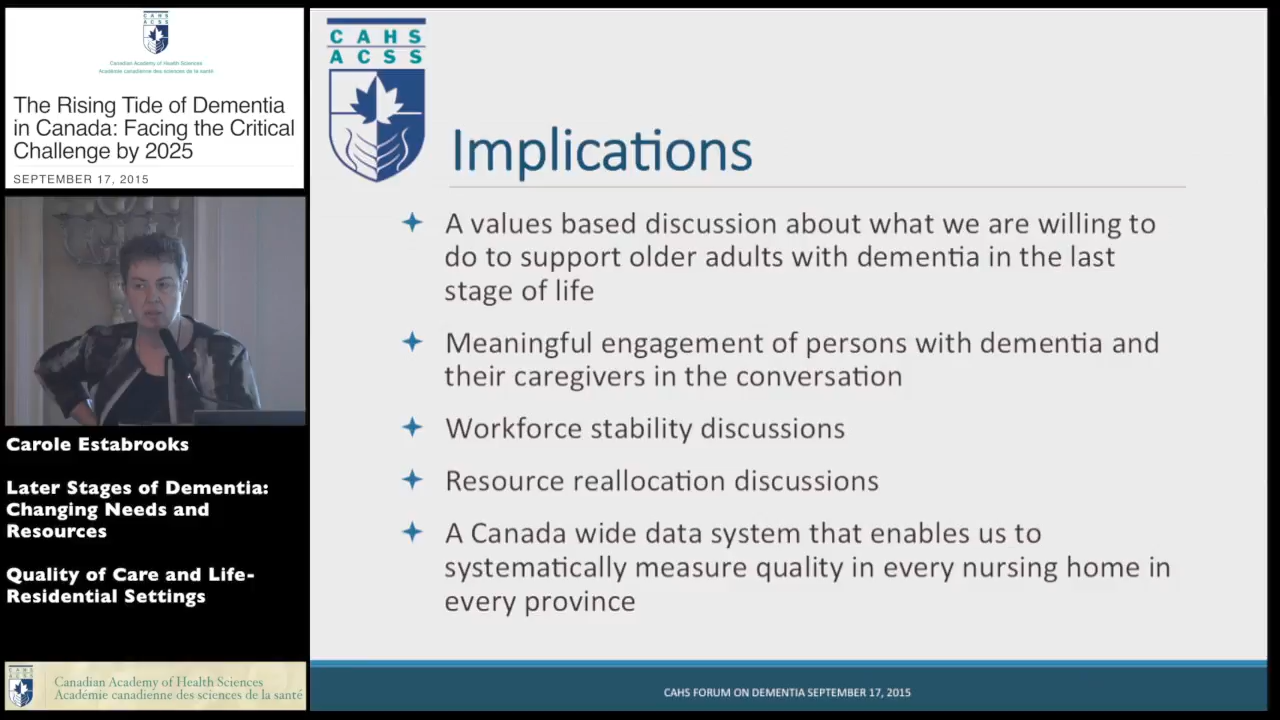 CAHS
ACSS
Canadian Academy of Health Sciences
Académie canadienne des sciences de la santé
The Rising Tide of Dementia
in Canada: Facing the Critical
Challenge by 2025
SEPTEMBER 17, 2015
Carole Estabrooks
Later Stages of Dementia:
Changing Needs and
Resources
Quality of Care and Life-
Residential Settings
CAHS
ACSS
Canadian Academy of Health Sciences
Académie canadienne des sciences de la santé
CAHS
ACSS
Implications
A values based discussion about what we are willing to
do to support older adults with dementia in the last
stage of life
Meaningful engagement of persons with dementia and
their caregivers in the conversation
Workforce stability discussions
Resource reallocation discussions
A Canada wide data system that enables us to
systematically measure quality in every nursing home in
every province
CAHS FORUM ON DEMENTIA SEPTEMBER 17, 2015